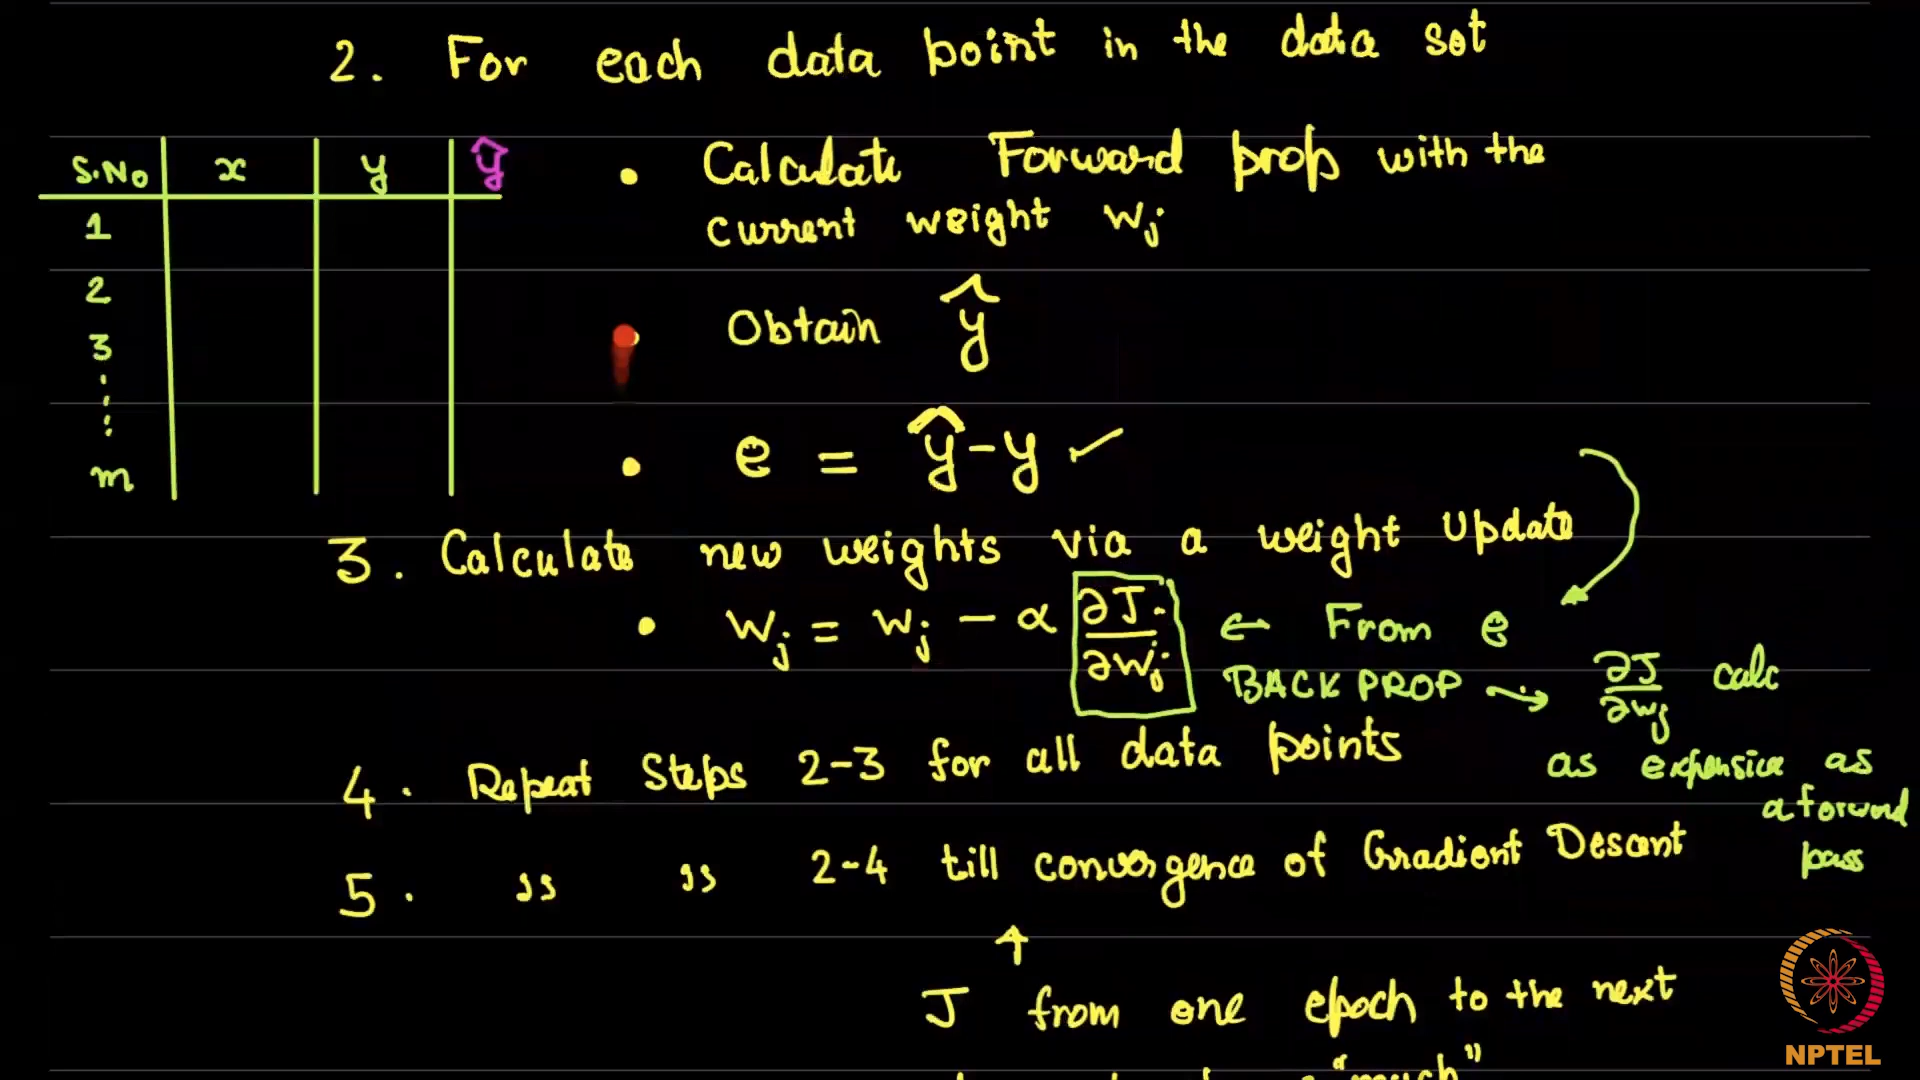 2. For each data point in the data set
S.No x y ŷ
1
2
3
⋮
m
• Calculate Forward prop with the
current weight Wj
• Obtain ŷ
• e = ŷ - y ✓
3. Calculate new weights via a weight Update
• Wj = Wj - α ∂J/∂Wj ← From e
BACK PROP → ∂J/∂wj calc
as expensive as
a forward
pass
4. Repeat Steps 2-3 for all data points
5. ,, ,, 2-4 till convergence of Gradient Descent
↑
J from one epoch to the next
"much"
NPTEL